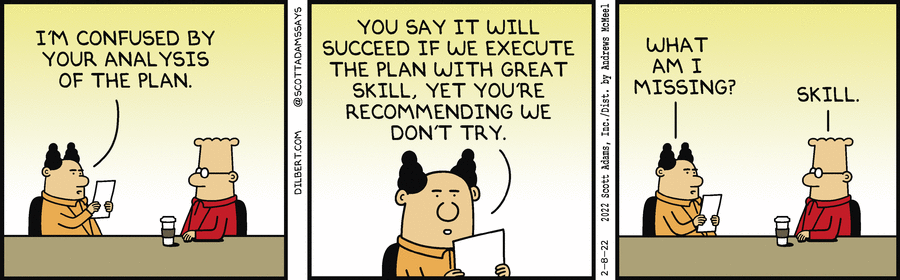 I'M CONFUSED BY
YOUR ANALYSIS
OF THE PLAN.
DILBERT.COM @SCOTTADAMSSAYS
YOU SAY IT WILL
SUCCEED IF WE EXECUTE
THE PLAN WITH GREAT
SKILL, YET YOU'RE
RECOMMENDING WE
DON'T TRY.
2-8-22 2022 Scott Adams, Inc./Dist. by Andrews McMeel
WHAT
AM I
MISSING?
SKILL.